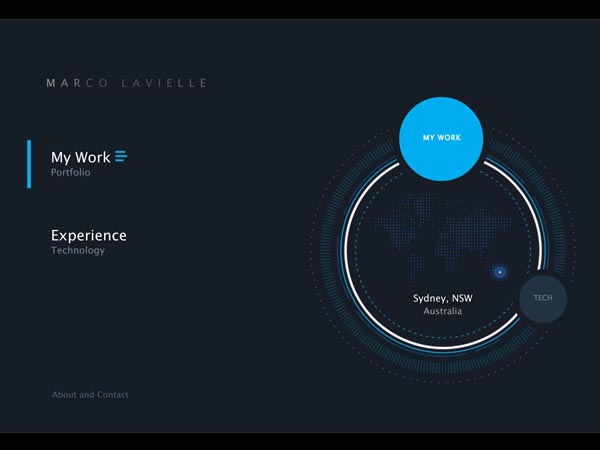 MARCO LAVIELLE
My Work
Portfolio
Experience
Technology
About and Contact
MY WORK
TECH
Sydney, NSW
Australia